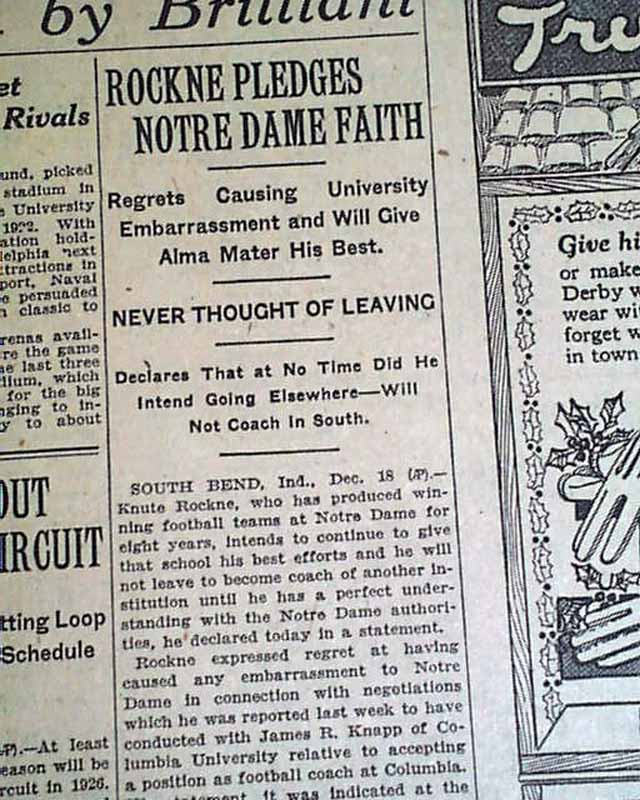 by Brilliant
et
Rivals
und, picked
stadium in
University
With
ation hold-
delphia next
ttractions in
port, Naval
be persuaded
classic to
renas avail-
re the game
last three
dium, which
for the big
nging to in-
y to about
OUT
IRCUIT
tting Loop
Schedule
(AP).—At least
eason will be
rcuit in 1926.
ROCKNE PLEDGES
NOTRE DAME FAITH
Regrets Causing University
Embarrassment and Will Give
Alma Mater His Best.
NEVER THOUGHT OF LEAVING
Declares That at No Time Did He
Intend Going Elsewhere—Will
Not Coach In South.
SOUTH BEND, Ind., Dec. 18 (AP).—
Knute Rockne, who has produced win-
ning football teams at Notre Dame for
eight years, intends to continue to give
that school his best efforts and he will
not leave to become coach of another in-
stitution until he has a perfect under-
standing with the Notre Dame authori-
ties, he declared today in a statement.
Rockne expressed regret at having
caused any embarrassment to Notre
Dame in connection with negotiations
which he was reported last week to have
conducted with James R. Knapp of Co-
lumbia University relative to accepting
a position as football coach at Columbia.
it was indicated at the
Tru
Give hi
or make
Derby w
wear wi
forget w
in town